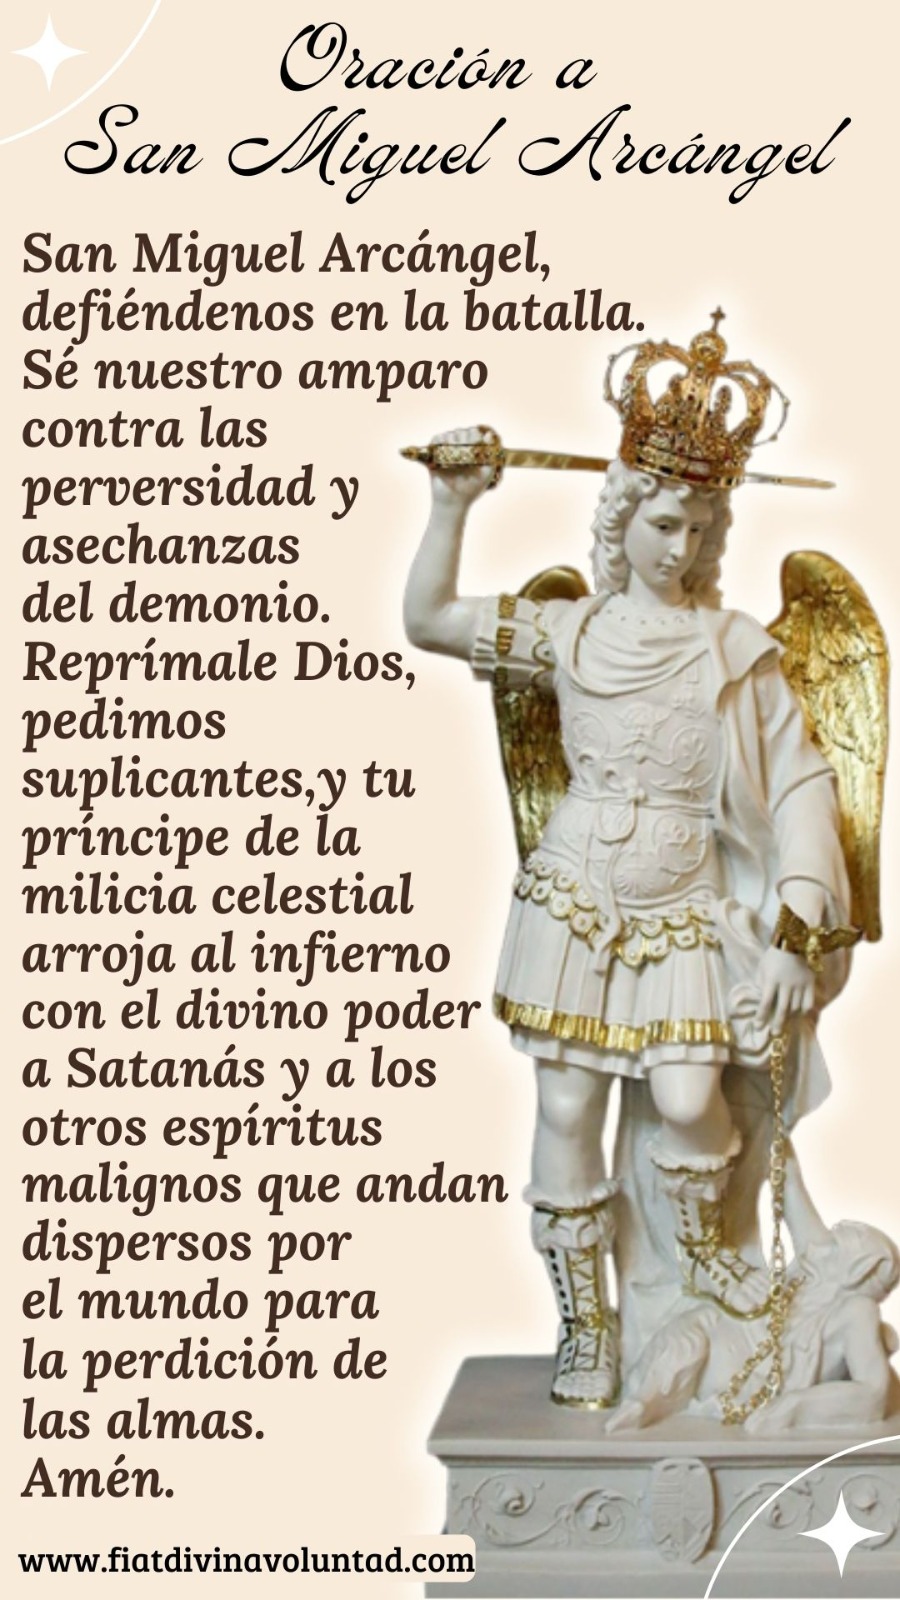 Oración a
San Miguel Arcángel
San Miguel Arcángel,
defiéndenos en la batalla.
Sé nuestro amparo
contra las
perversidad y
asechanzas
del demonio.
Reprímale Dios,
pedimos
suplicantes,y tu
príncipe de la
milicia celestial
arroja al infierno
con el divino poder
a Satanás y a los
otros espíritus
malignos que andan
dispersos por
el mundo para
la perdición de
las almas.
Amén.
www.fiatdivinavoluntad.com